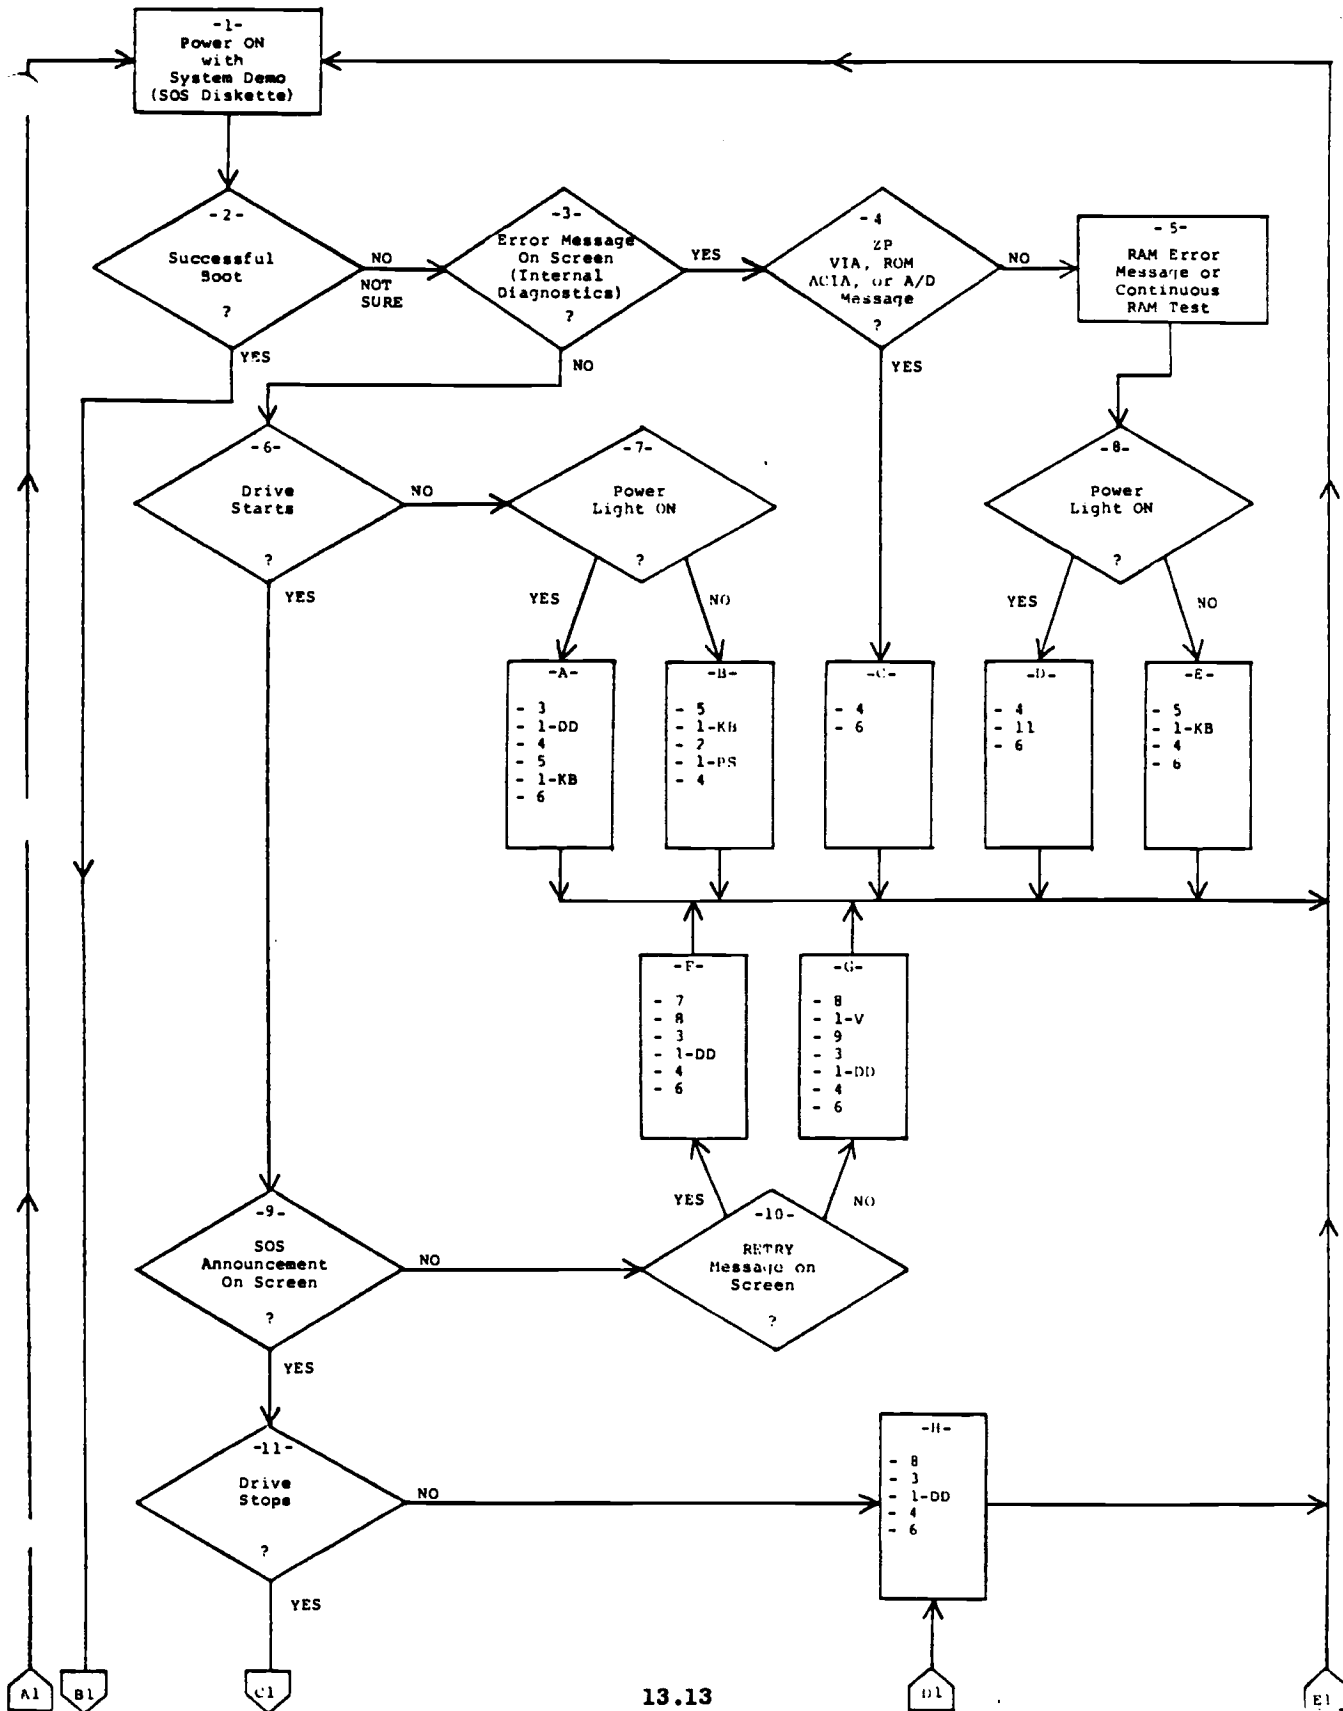 -1-
Power ON
with
System Demo
(SOS Diskette)
-2-
Successful
Boot
?
NO
NOT
SURE
YES
-3-
Error Message
On Screen
(Internal
Diagnostics)
?
YES
NO
-4
ZP
VIA, ROM
ACIA, or A/D
Message
?
NO
YES
-5-
RAM Error
Message or
Continuous
RAM Test
-6-
Drive
Starts
?
NO
YES
-7-
Power
Light ON
?
YES
NO
-8-
Power
Light ON
?
YES
NO
-A-
- 3
- 1-DD
- 4
- 5
- 1-KB
- 6
-B-
- 5
- 1-KB
- 2
- 1-PS
- 4
-C-
- 4
- 6
-D-
- 4
- 11
- 6
-E-
- 5
- 1-KB
- 4
- 6
-F-
- 7
- 8
- 3
- 1-DD
- 4
- 6
-G-
- 8
- 1-V
- 9
- 3
- 1-DD
- 4
- 6
-9-
SOS
Announcement
On Screen
?
NO
YES
YES
NO
-10-
RETRY
Message on
Screen
?
-11-
Drive
Stops
?
NO
YES
-H-
- 8
- 3
- 1-DD
- 4
- 6
A1
B1
C1
13.13
D1
E1